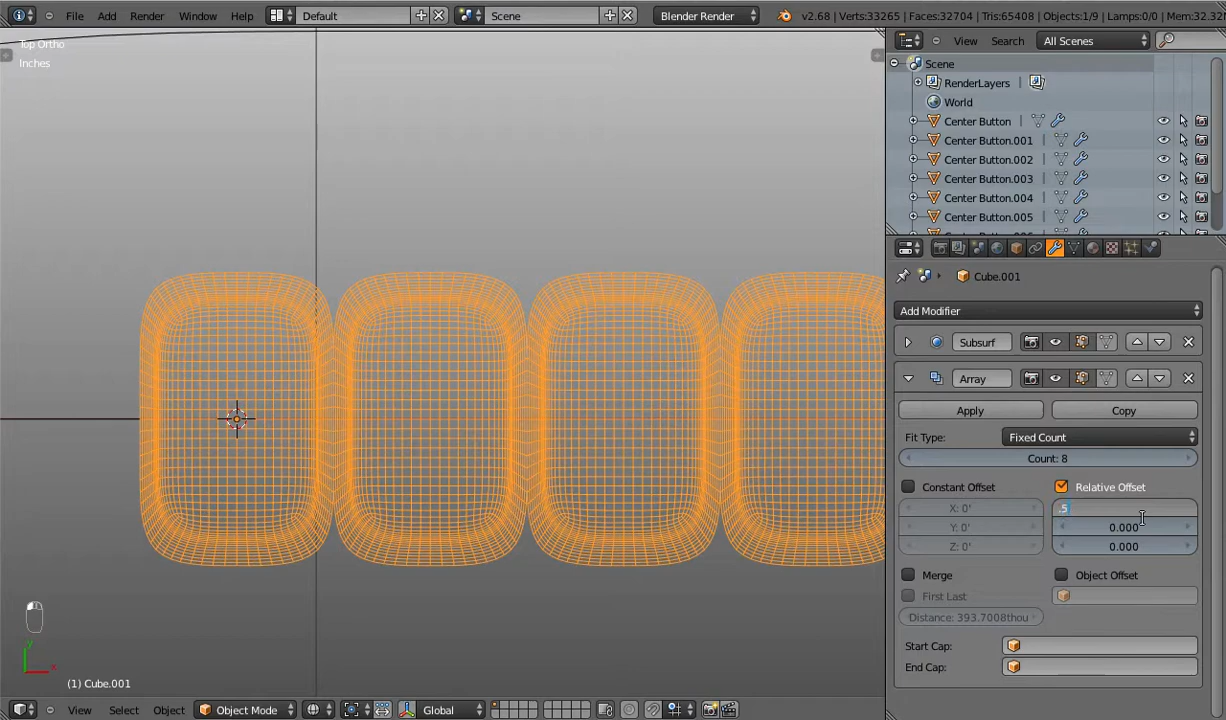 File Add Render Window Help Default Scene Blender Render v2.68 | Verts:33265 | Faces:32704 | Tris:65408 | Objects:1/9 | Lamps:0/0 | Mem:32.32
Top Ortho
Inches
View Search All Scenes
Scene
RenderLayers
World
Center Button
Center Button.001
Center Button.002
Center Button.003
Center Button.004
Center Button.005
Cube.001
Add Modifier
Subsurf
Array
Apply Copy
Fit Type: Fixed Count
Count: 8
Constant Offset Relative Offset
X: 0' .5
Y: 0' 0.000
Z: 0' 0.000
Merge Object Offset
First Last
Distance: 393.7008thou
Start Cap:
End Cap:
y
x
(1) Cube.001
View Select Object Object Mode Global